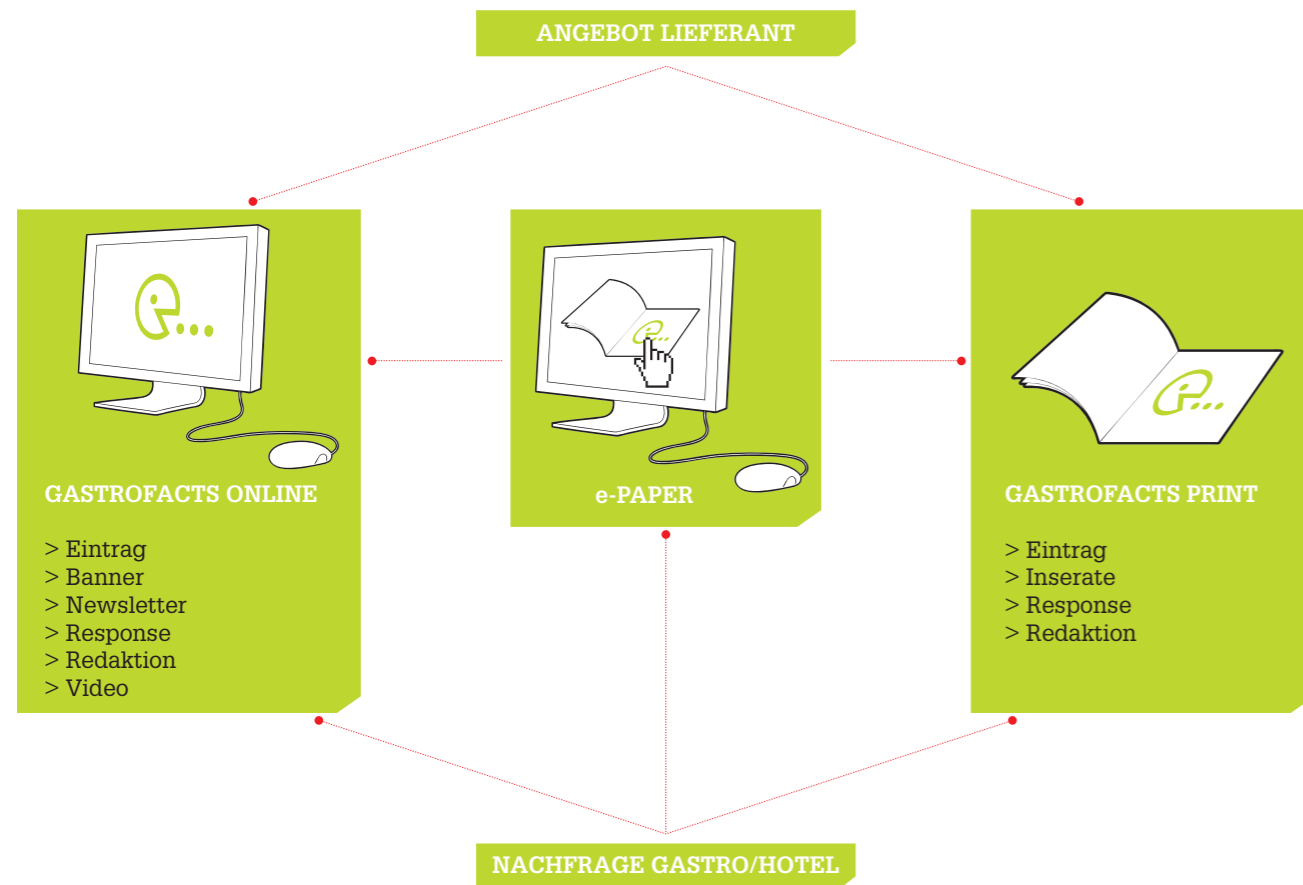 ANGEBOT LIEFERANT
GASTROFACTS ONLINE
> Eintrag
> Banner
> Newsletter
> Response
> Redaktion
> Video
e-PAPER
GASTROFACTS PRINT
> Eintrag
> Inserate
> Response
> Redaktion
NACHFRAGE GASTRO/HOTEL